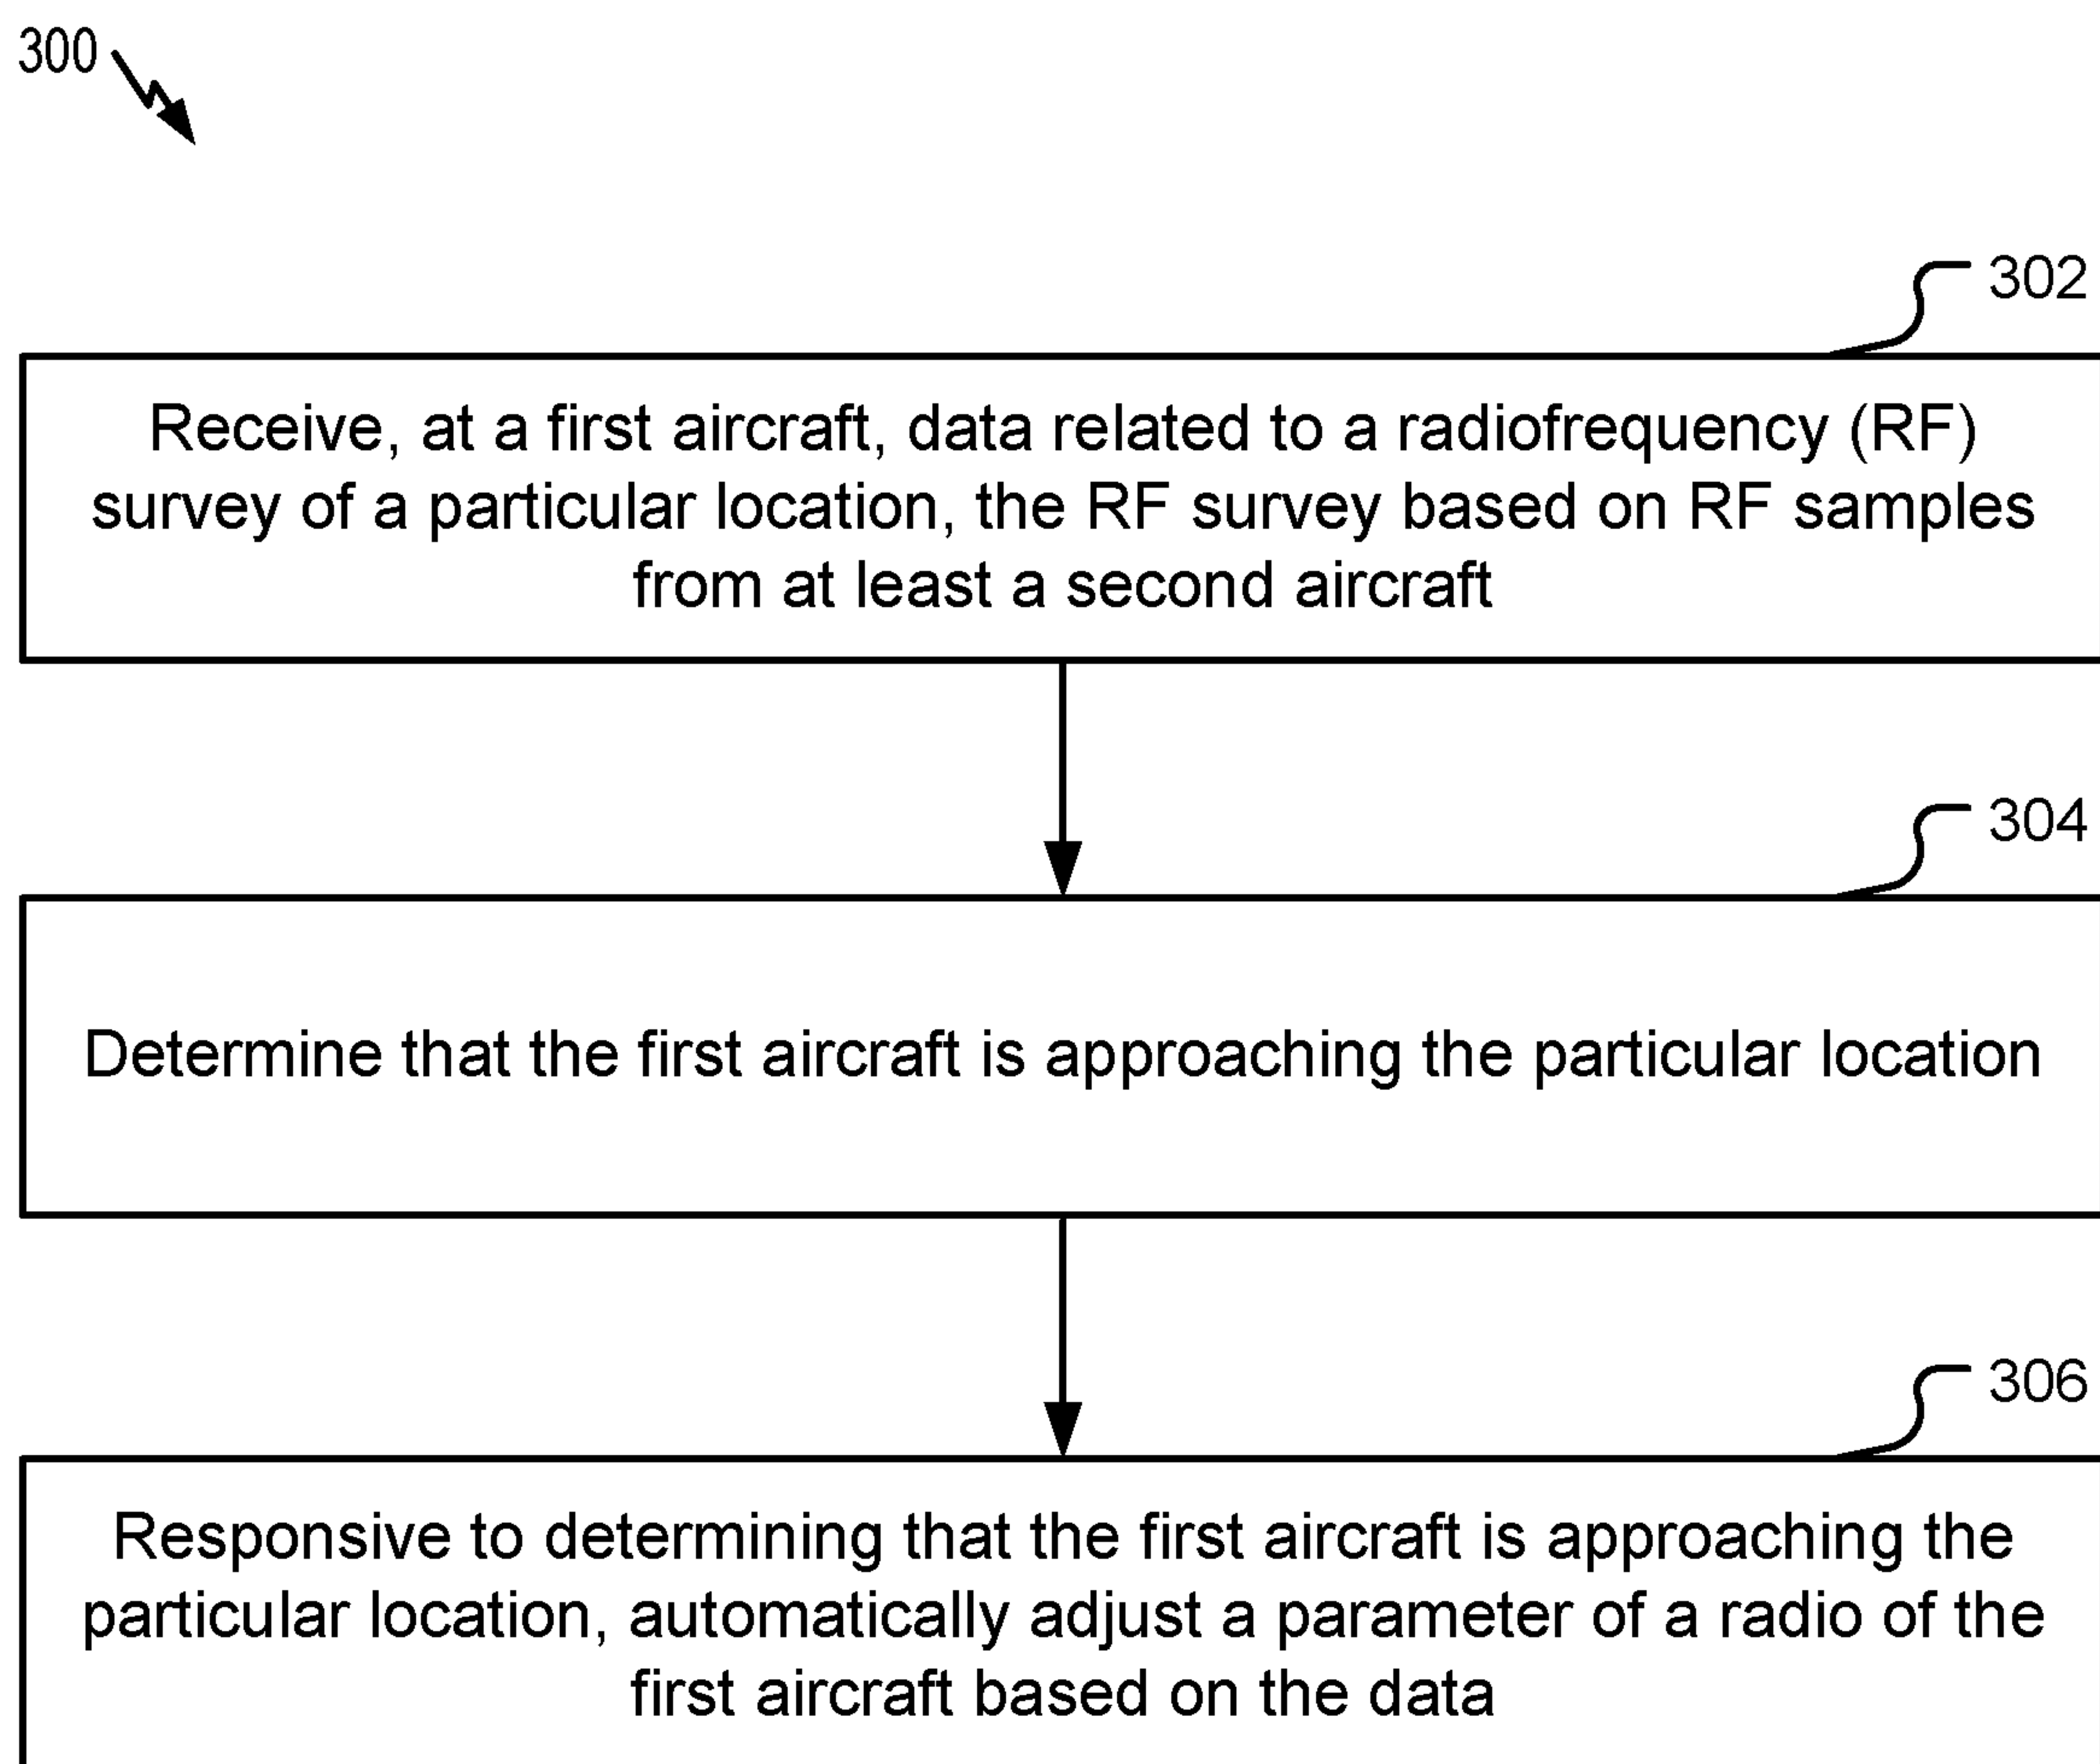 300
302
Receive, at a first aircraft, data related to a radiofrequency (RF)
survey of a particular location, the RF survey based on RF samples
from at least a second aircraft
304
Determine that the first aircraft is approaching the particular location
306
Responsive to determining that the first aircraft is approaching the
particular location, automatically adjust a parameter of a radio of the
first aircraft based on the data